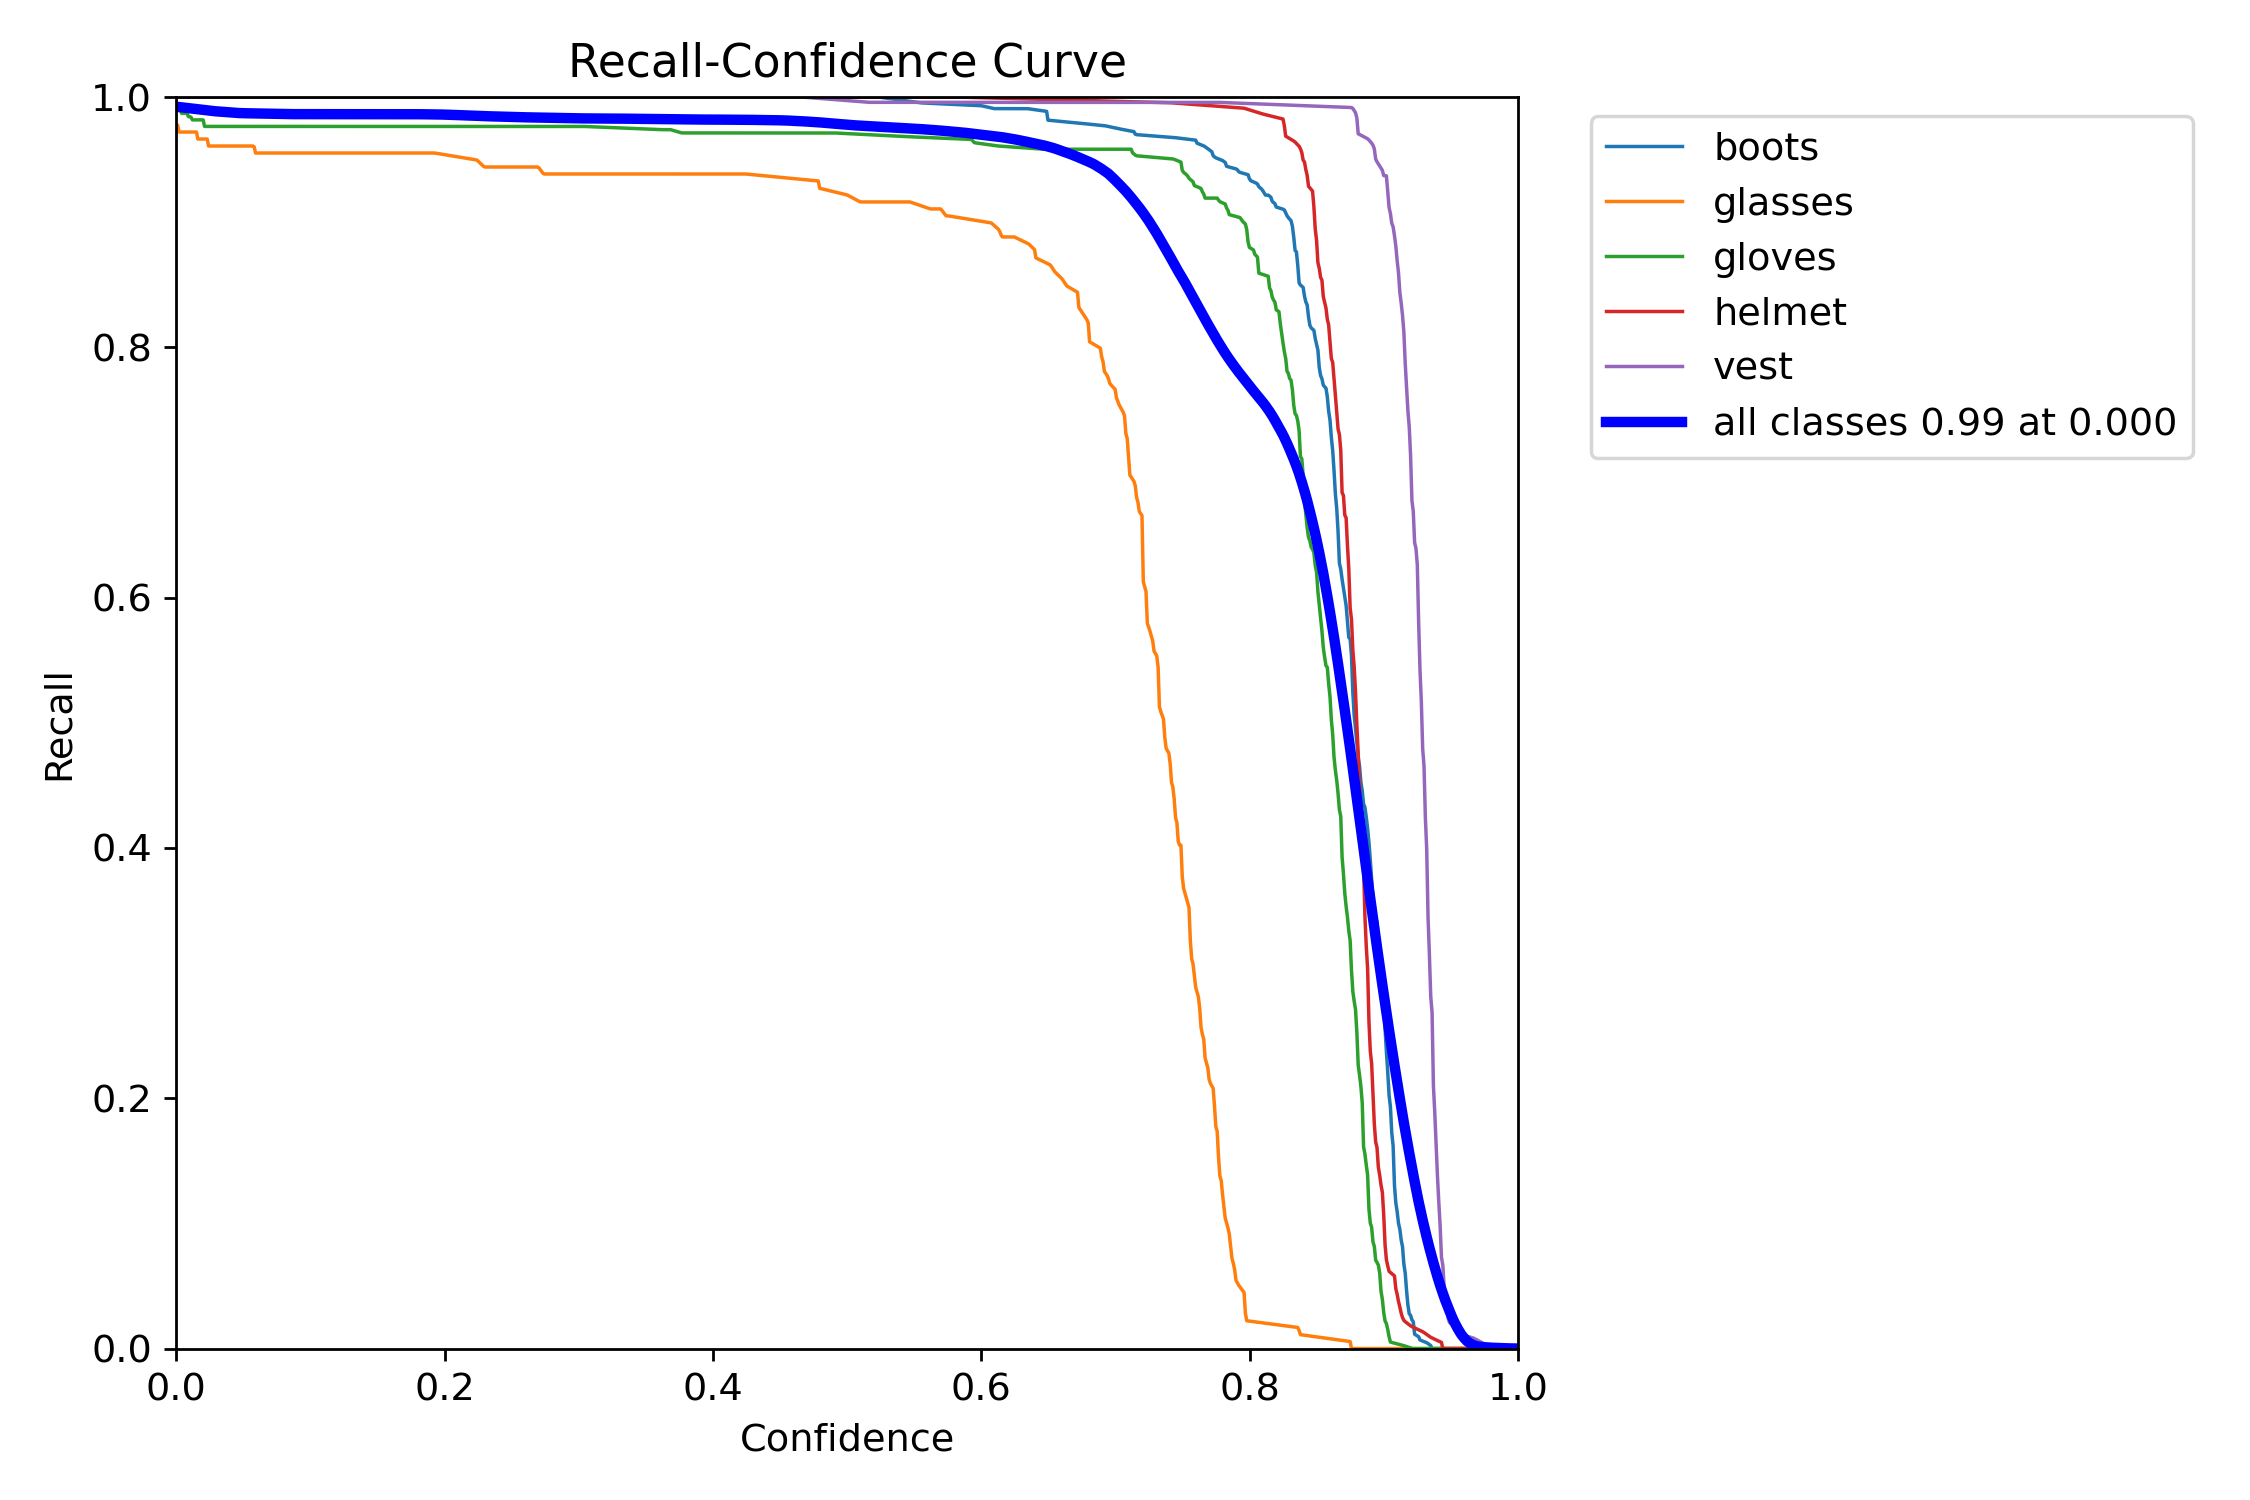 Recall-Confidence Curve
1.0
0.8
0.6
0.4
0.2
0.0
Recall
0.0 0.2 0.4 0.6 0.8 1.0
Confidence
boots
glasses
gloves
helmet
vest
all classes 0.99 at 0.000